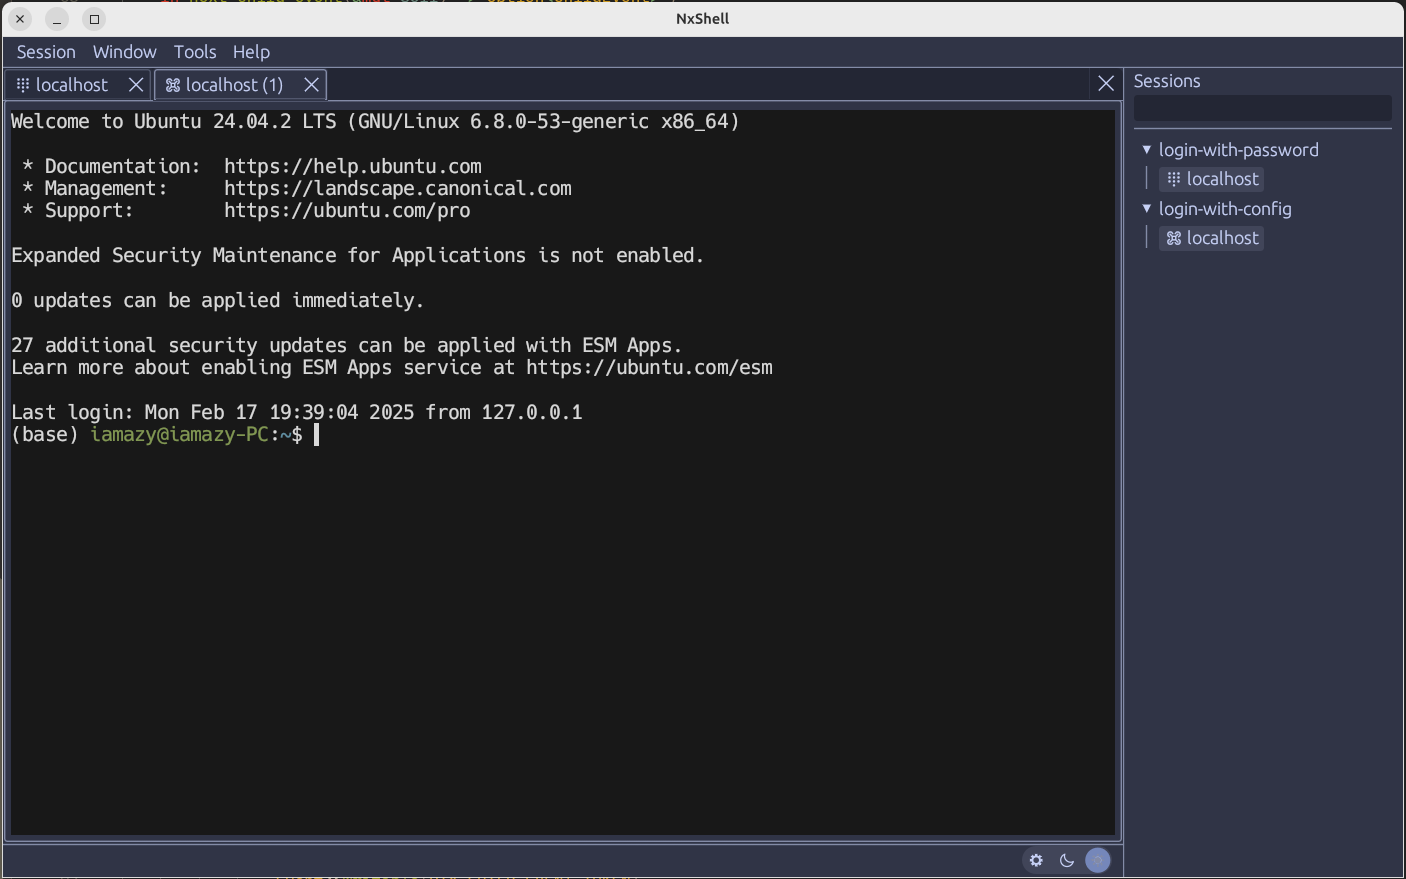 NxShell
Session Window Tools Help
localhost localhost (1)
Sessions
Welcome to Ubuntu 24.04.2 LTS (GNU/Linux 6.8.0-53-generic x86_64)
* Documentation: https://help.ubuntu.com
* Management: https://landscape.canonical.com
* Support: https://ubuntu.com/pro
Expanded Security Maintenance for Applications is not enabled.
0 updates can be applied immediately.
27 additional security updates can be applied with ESM Apps.
Learn more about enabling ESM Apps service at https://ubuntu.com/esm
Last login: Mon Feb 17 19:39:04 2025 from 127.0.0.1
(base) iamazy@iamazy-PC:~$
login-with-password
localhost
login-with-config
localhost